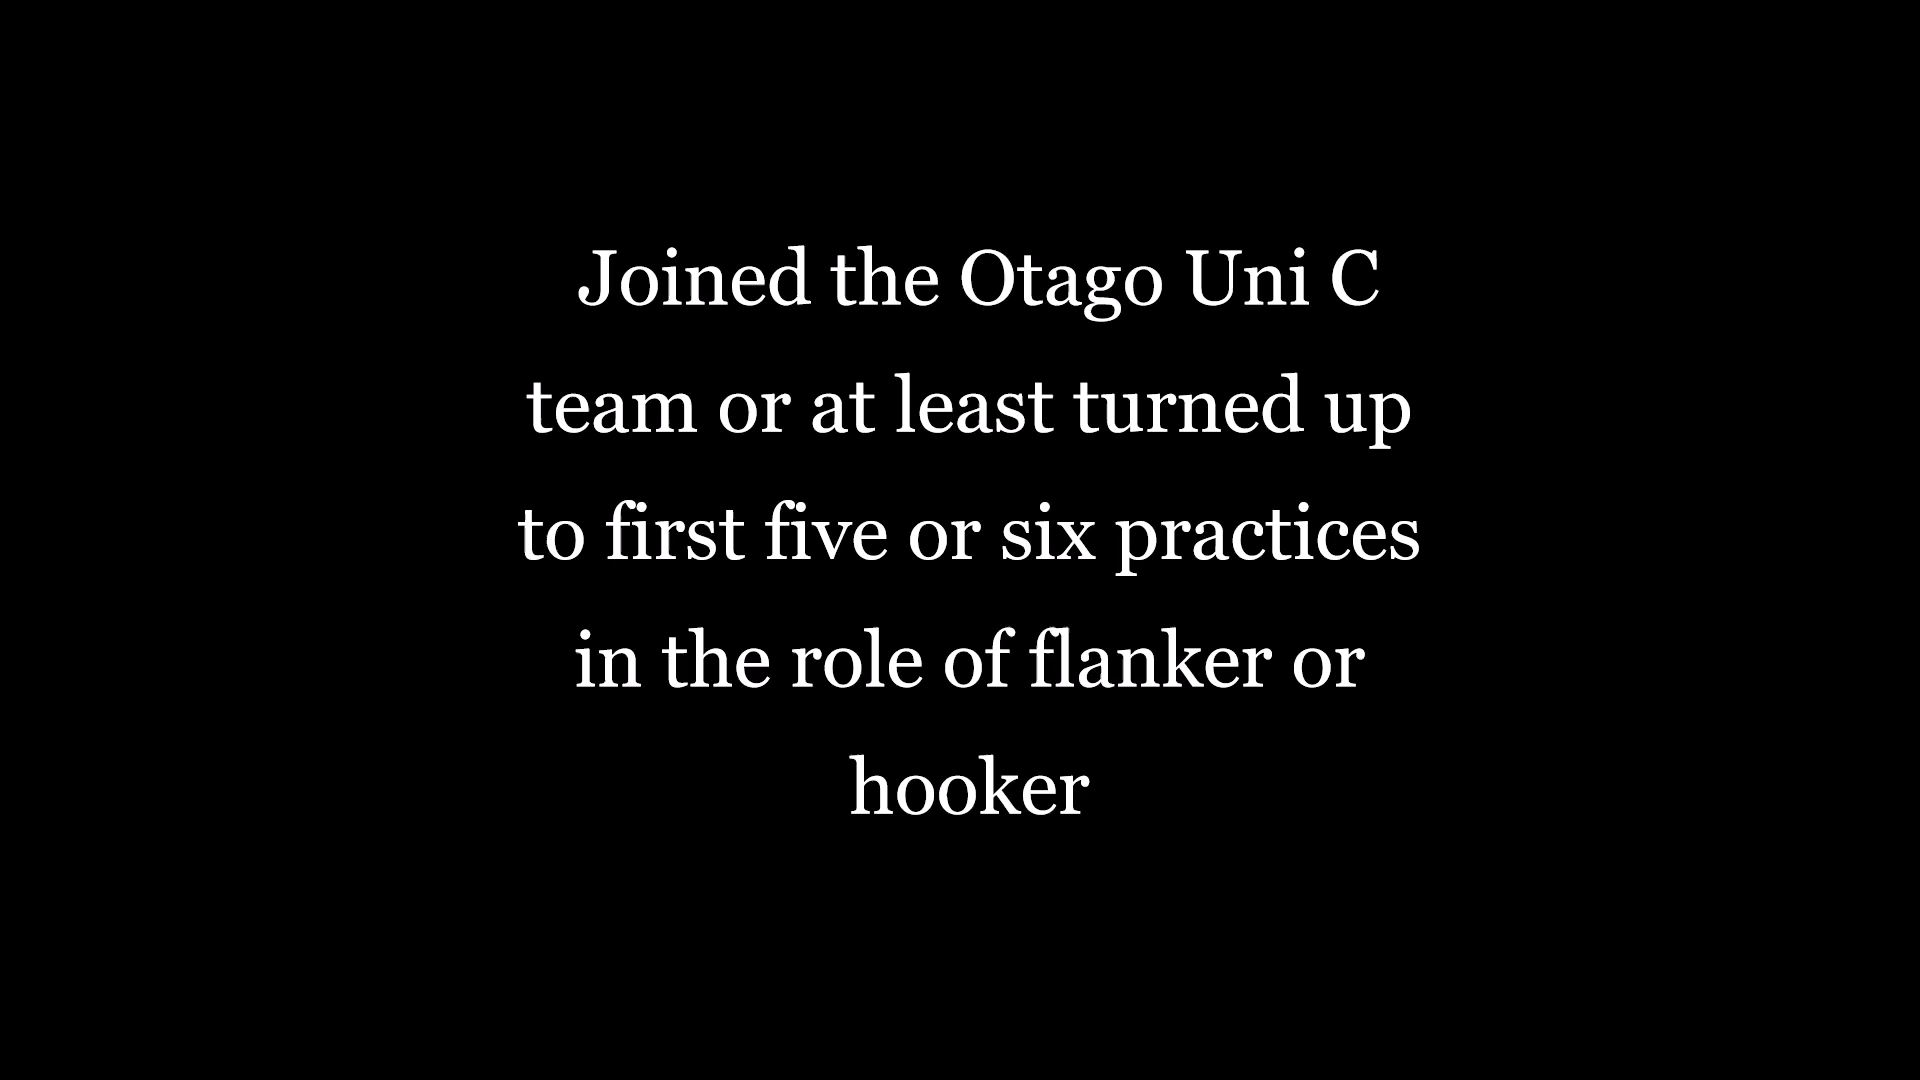 Joined the Otago Uni C
team or at least turned up
to first five or six practices
in the role of flanker or
hooker